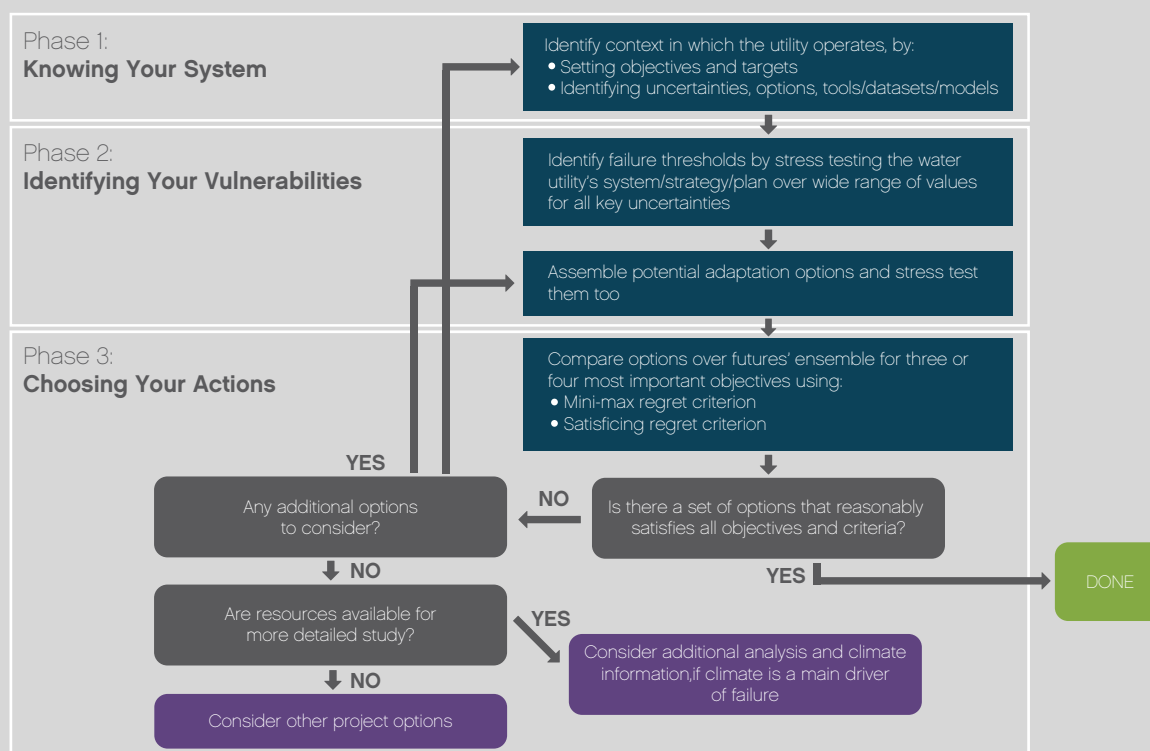 Phase 1:
Knowing Your System
Identify context in which the utility operates, by:
• Setting objectives and targets
• Identifying uncertainties, options, tools/datasets/models
Phase 2:
Identifying Your Vulnerabilities
Identify failure thresholds by stress testing the water
utility's system/strategy/plan over wide range of values
for all key uncertainties
Assemble potential adaptation options and stress test
them too
Phase 3:
Choosing Your Actions
Compare options over futures' ensemble for three or
four most important objectives using:
• Mini-max regret criterion
• Satisficing regret criterion
YES
Any additional options
to consider?
NO
Is there a set of options that reasonably
satisfies all objectives and criteria?
NO
YES
DONE
Are resources available for
more detailed study?
YES
Consider additional analysis and climate
information,if climate is a main driver
of failure
NO
Consider other project options